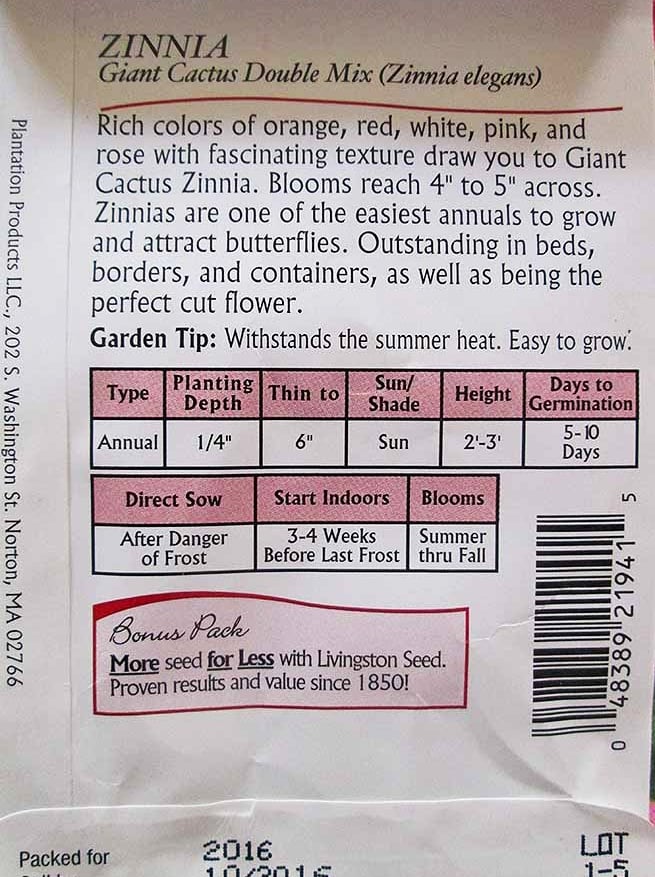 ZINNIA
Giant Cactus Double Mix (Zinnia elegans)
Rich colors of orange, red, white, pink, and
rose with fascinating texture draw you to Giant
Cactus Zinnia. Blooms reach 4" to 5" across.
Zinnias are one of the easiest annuals to grow
and attract butterflies. Outstanding in beds,
borders, and containers, as well as being the
perfect cut flower.
Garden Tip: Withstands the summer heat. Easy to grow.
Type Planting Depth Thin to Sun/ Shade Height Days to Germination
Annual 1/4" 6" Sun 2'-3' 5-10 Days
Direct Sow Start Indoors Blooms
After Danger of Frost 3-4 Weeks Before Last Frost Summer thru Fall
Bonus Pack
More seed for Less with Livingston Seed.
Proven results and value since 1850!
0 48389 21941 5
Plantation Products LLC., 202 S. Washington St. Norton, MA 02766
Packed for 2016 LOT
10/2016 1-5